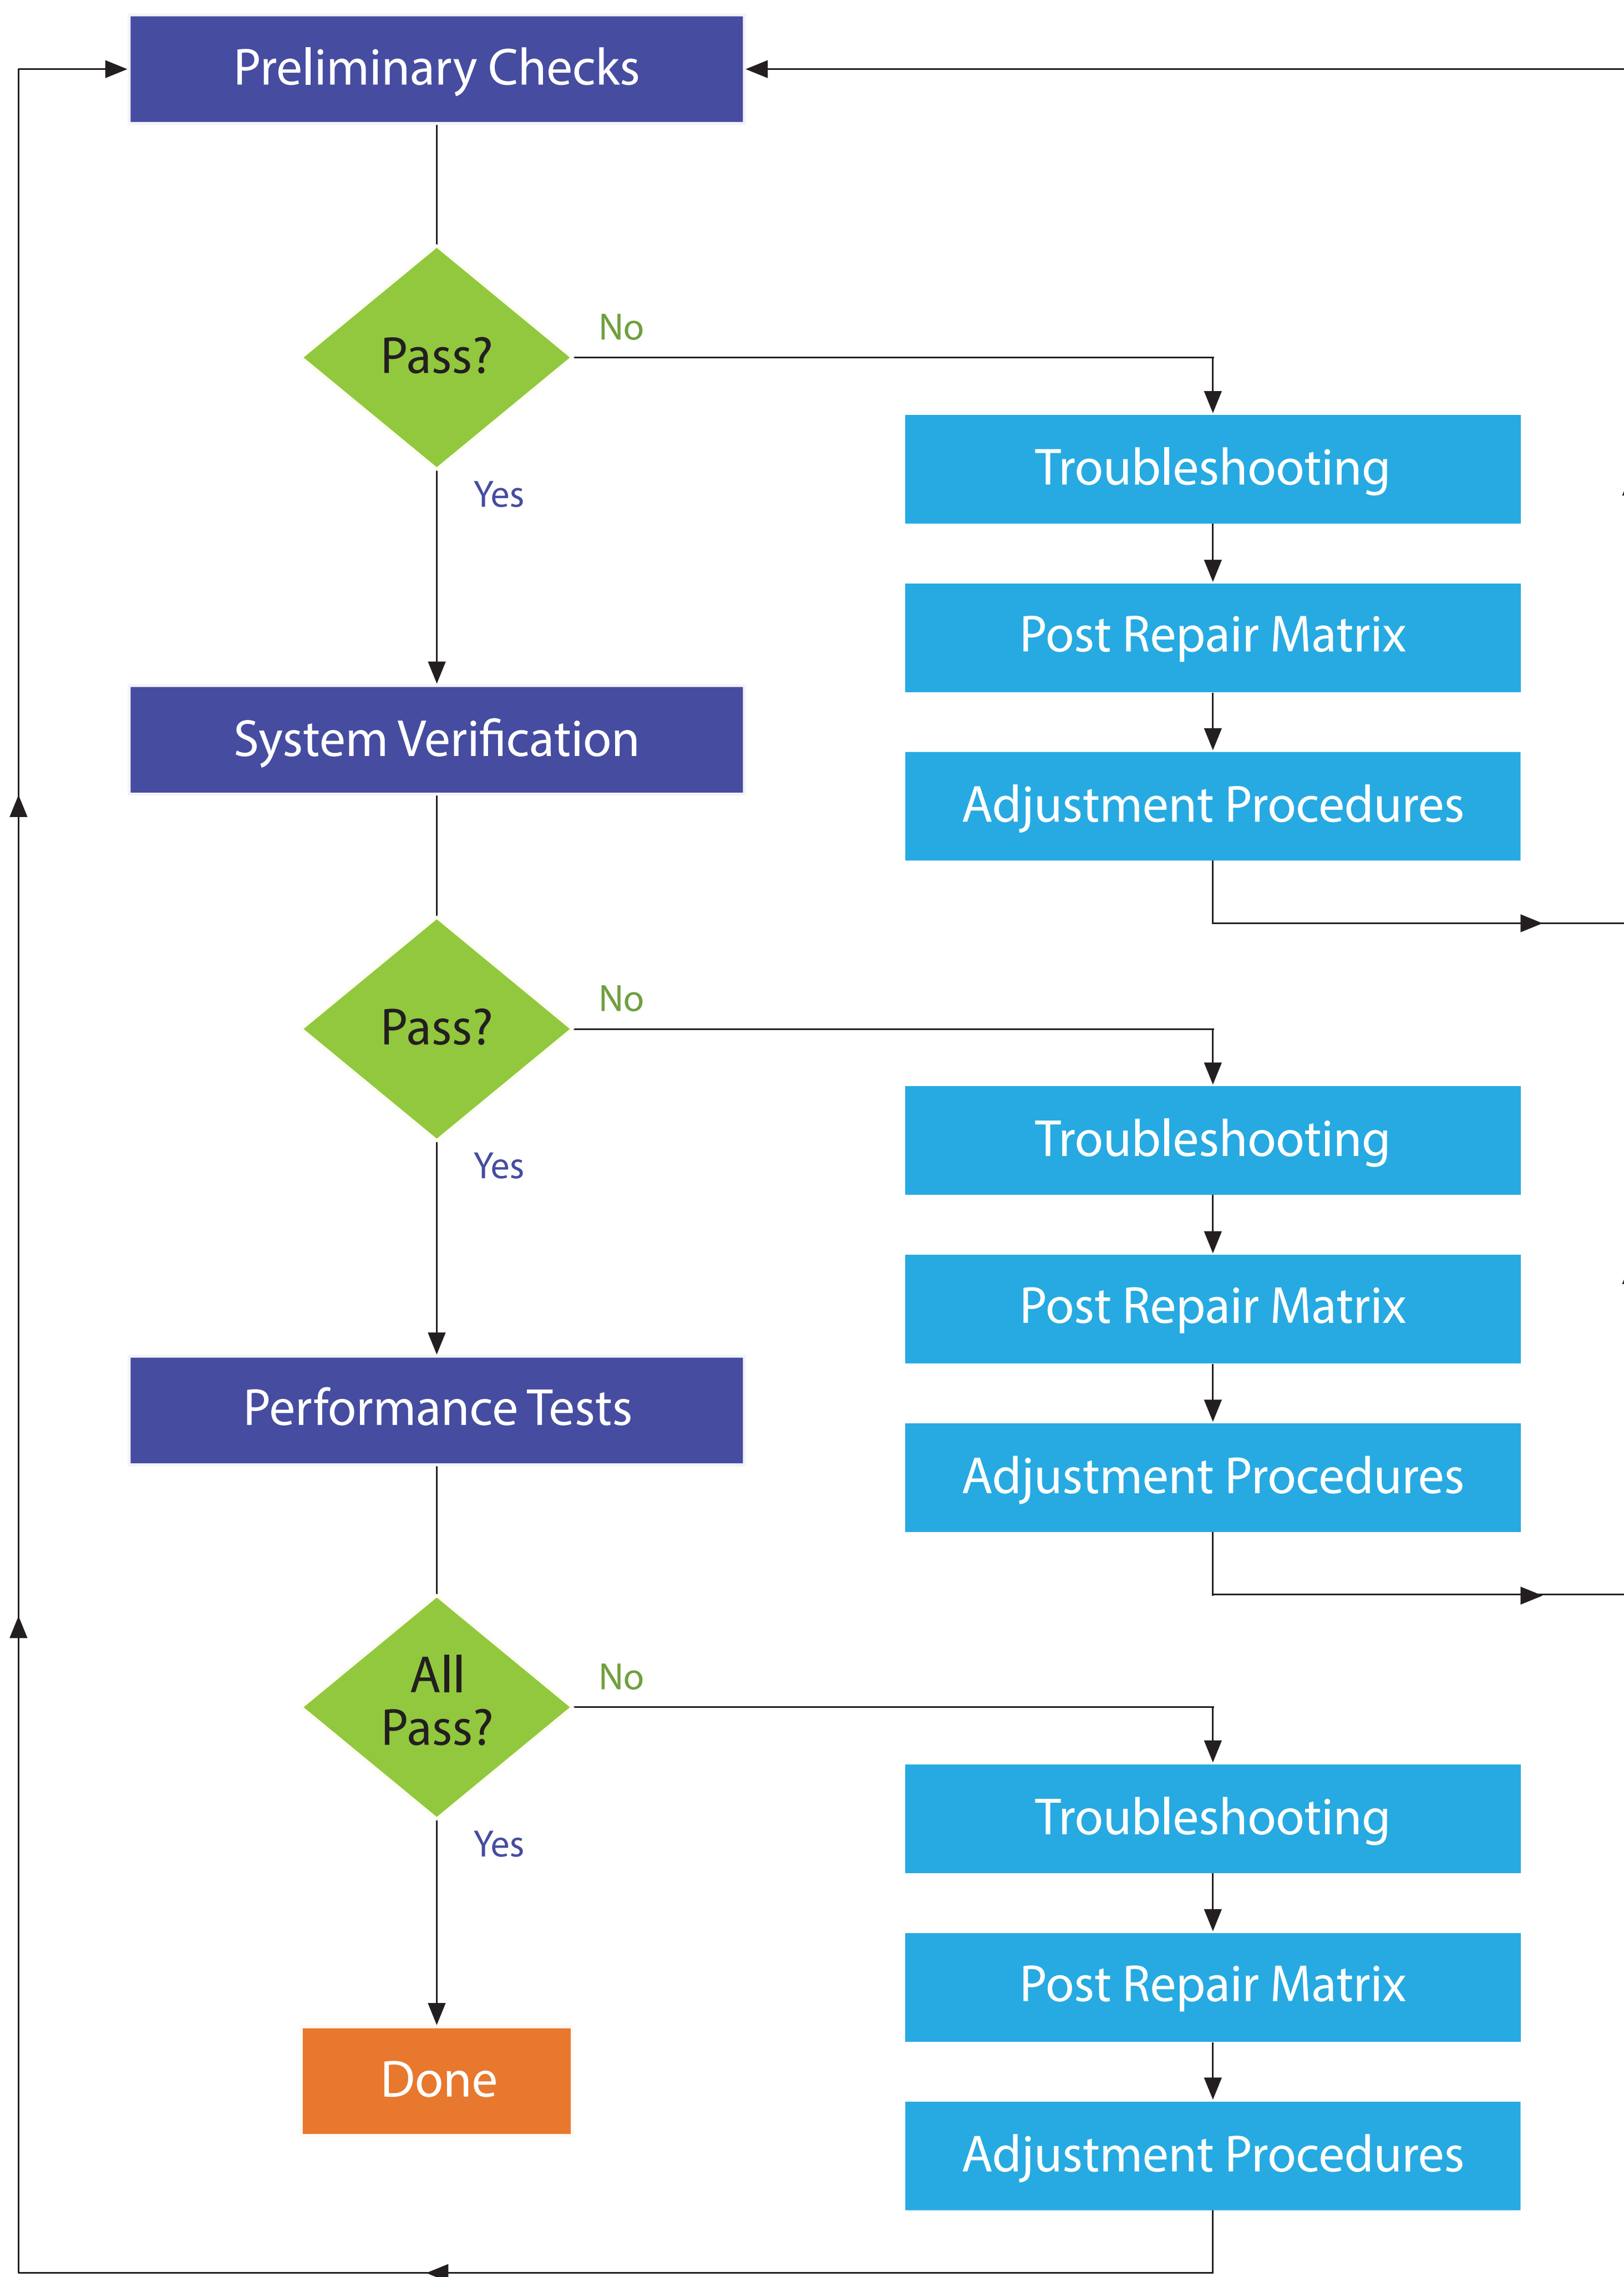 Preliminary Checks
Pass?
No
Yes
Troubleshooting
Post Repair Matrix
Adjustment Procedures
System Verification
Pass?
No
Yes
Troubleshooting
Post Repair Matrix
Adjustment Procedures
Performance Tests
All
Pass?
No
Yes
Troubleshooting
Post Repair Matrix
Adjustment Procedures
Done